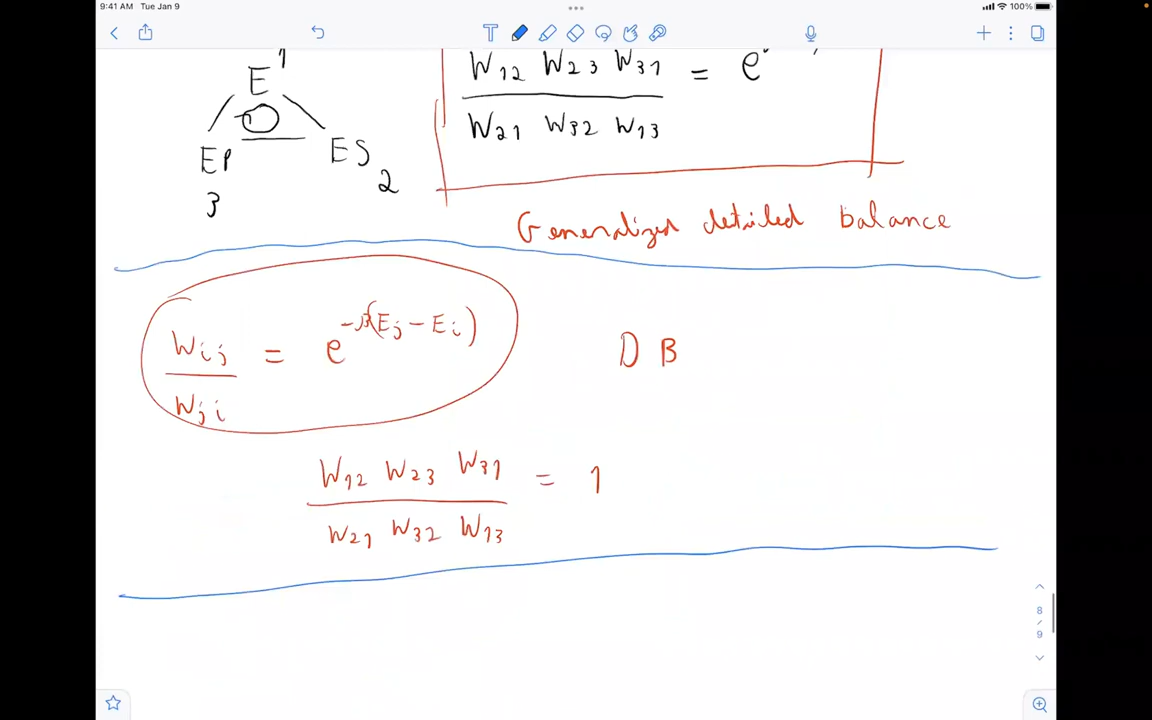 9:41 AM Tue Jan 9
100%
E 1
EP
3
ES
2
W12 W23 W31
W21 W32 W13
= e
Generalized detailed balance
Wij
Wji
= e^-β(Ej - Ei)
D B
W12 W23 W31
W21 W32 W13
= 1
8
/
9